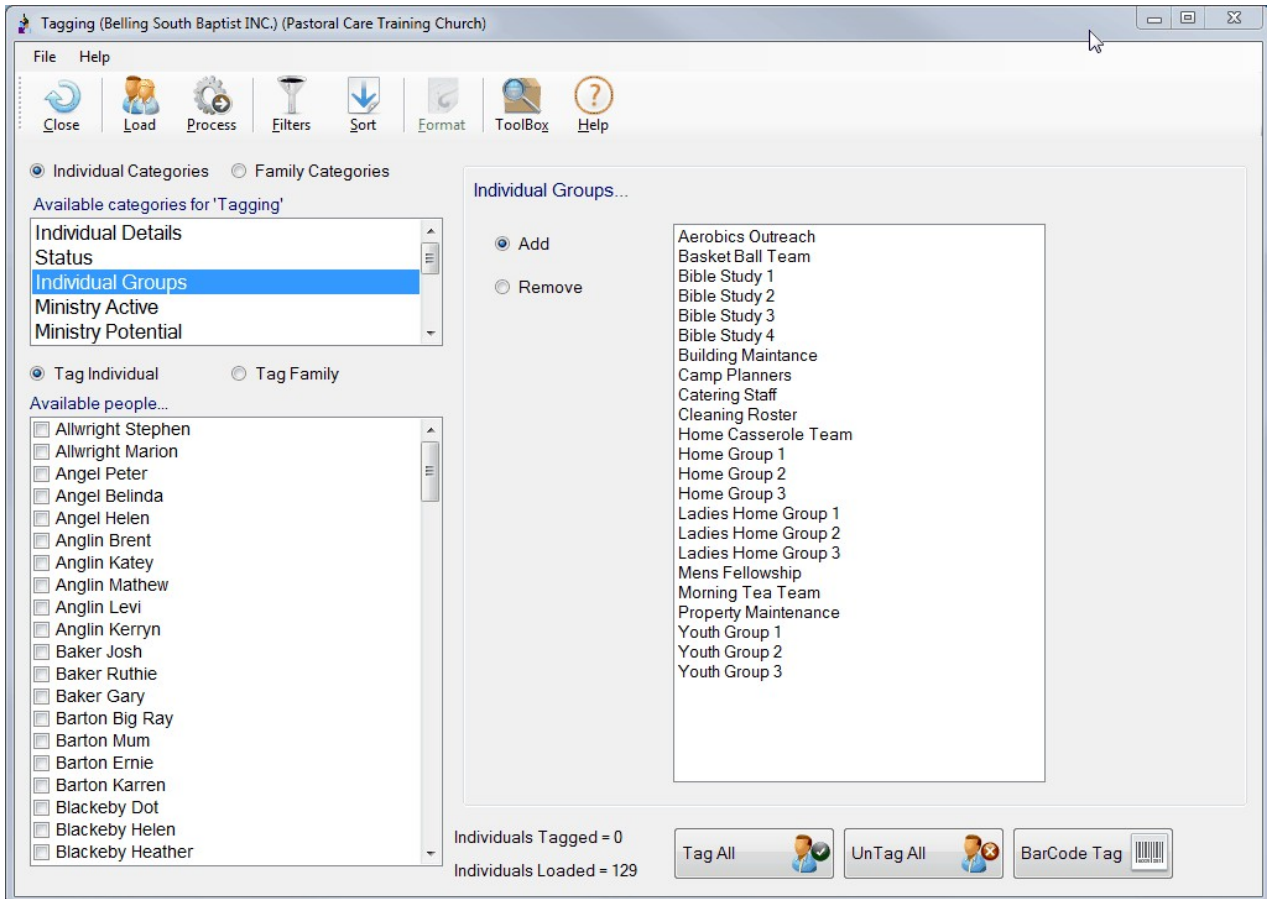 Tagging (Belling South Baptist INC.) (Pastoral Care Training Church)
File Help
Close Load Process Filters Sort Format ToolBox Help
Individual Categories Family Categories
Available categories for 'Tagging'
Individual Details
Status
Individual Groups
Ministry Active
Ministry Potential
Tag Individual Tag Family
Available people...
Allwright Stephen
Allwright Marion
Angel Peter
Angel Belinda
Angel Helen
Anglin Brent
Anglin Katey
Anglin Mathew
Anglin Levi
Anglin Kerryn
Baker Josh
Baker Ruthie
Baker Gary
Barton Big Ray
Barton Mum
Barton Ernie
Barton Karren
Blackeby Dot
Blackeby Helen
Blackeby Heather
Individual Groups...
Add
Remove
Aerobics Outreach
Basket Ball Team
Bible Study 1
Bible Study 2
Bible Study 3
Bible Study 4
Building Maintance
Camp Planners
Catering Staff
Cleaning Roster
Home Casserole Team
Home Group 1
Home Group 2
Home Group 3
Ladies Home Group 1
Ladies Home Group 2
Ladies Home Group 3
Mens Fellowship
Morning Tea Team
Property Maintenance
Youth Group 1
Youth Group 2
Youth Group 3
Individuals Tagged = 0
Individuals Loaded = 129
Tag All UnTag All BarCode Tag